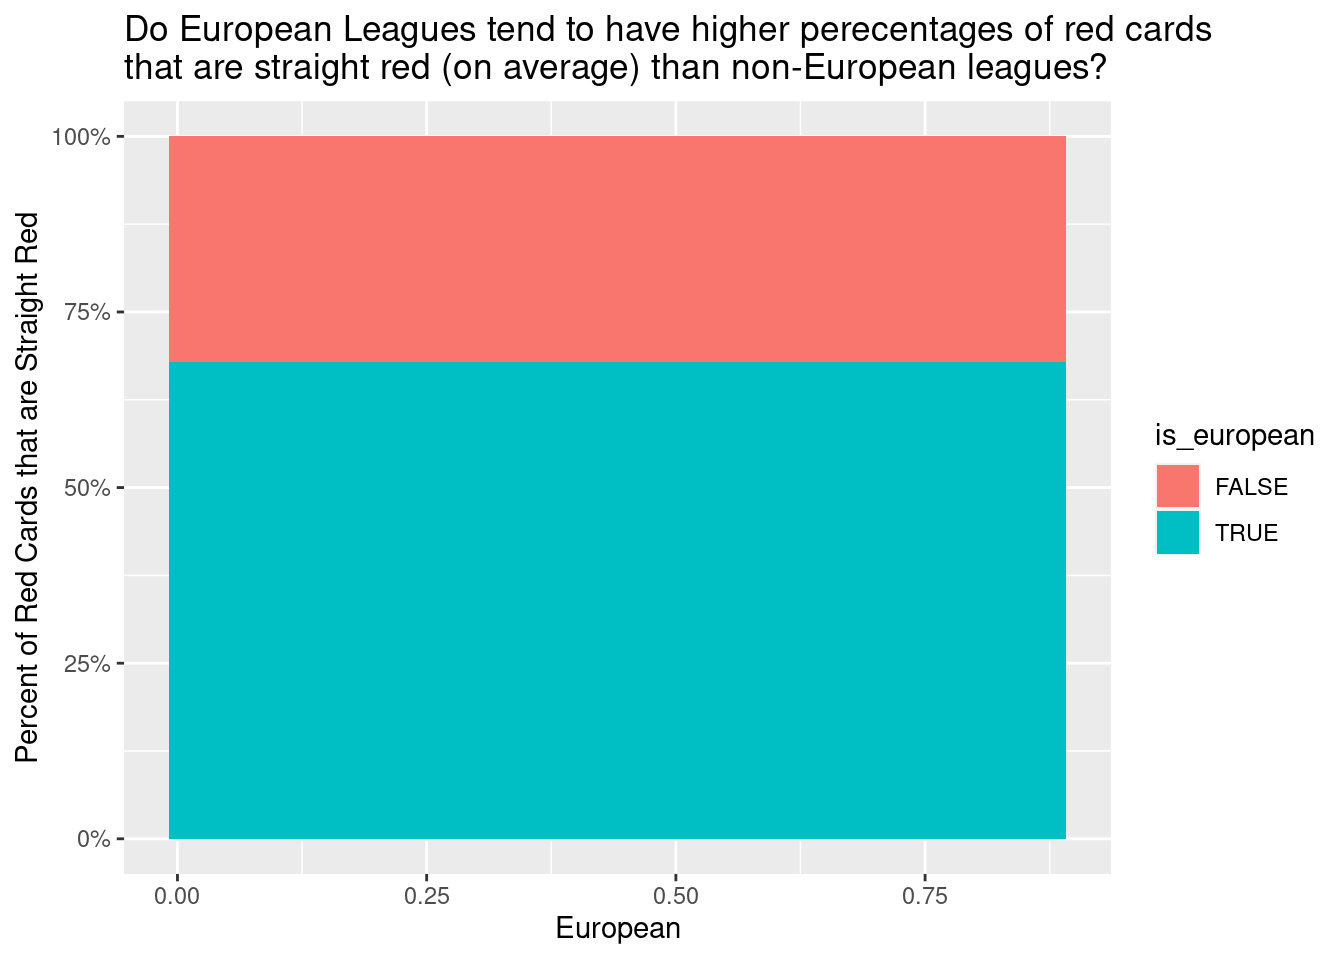 Do European Leagues tend to have higher perecentages of red cards
that are straight red (on average) than non-European leagues?
Percent of Red Cards that are Straight Red
100%
75%
50%
25%
0%
0.00 0.25 0.50 0.75
European
is_european
FALSE
TRUE